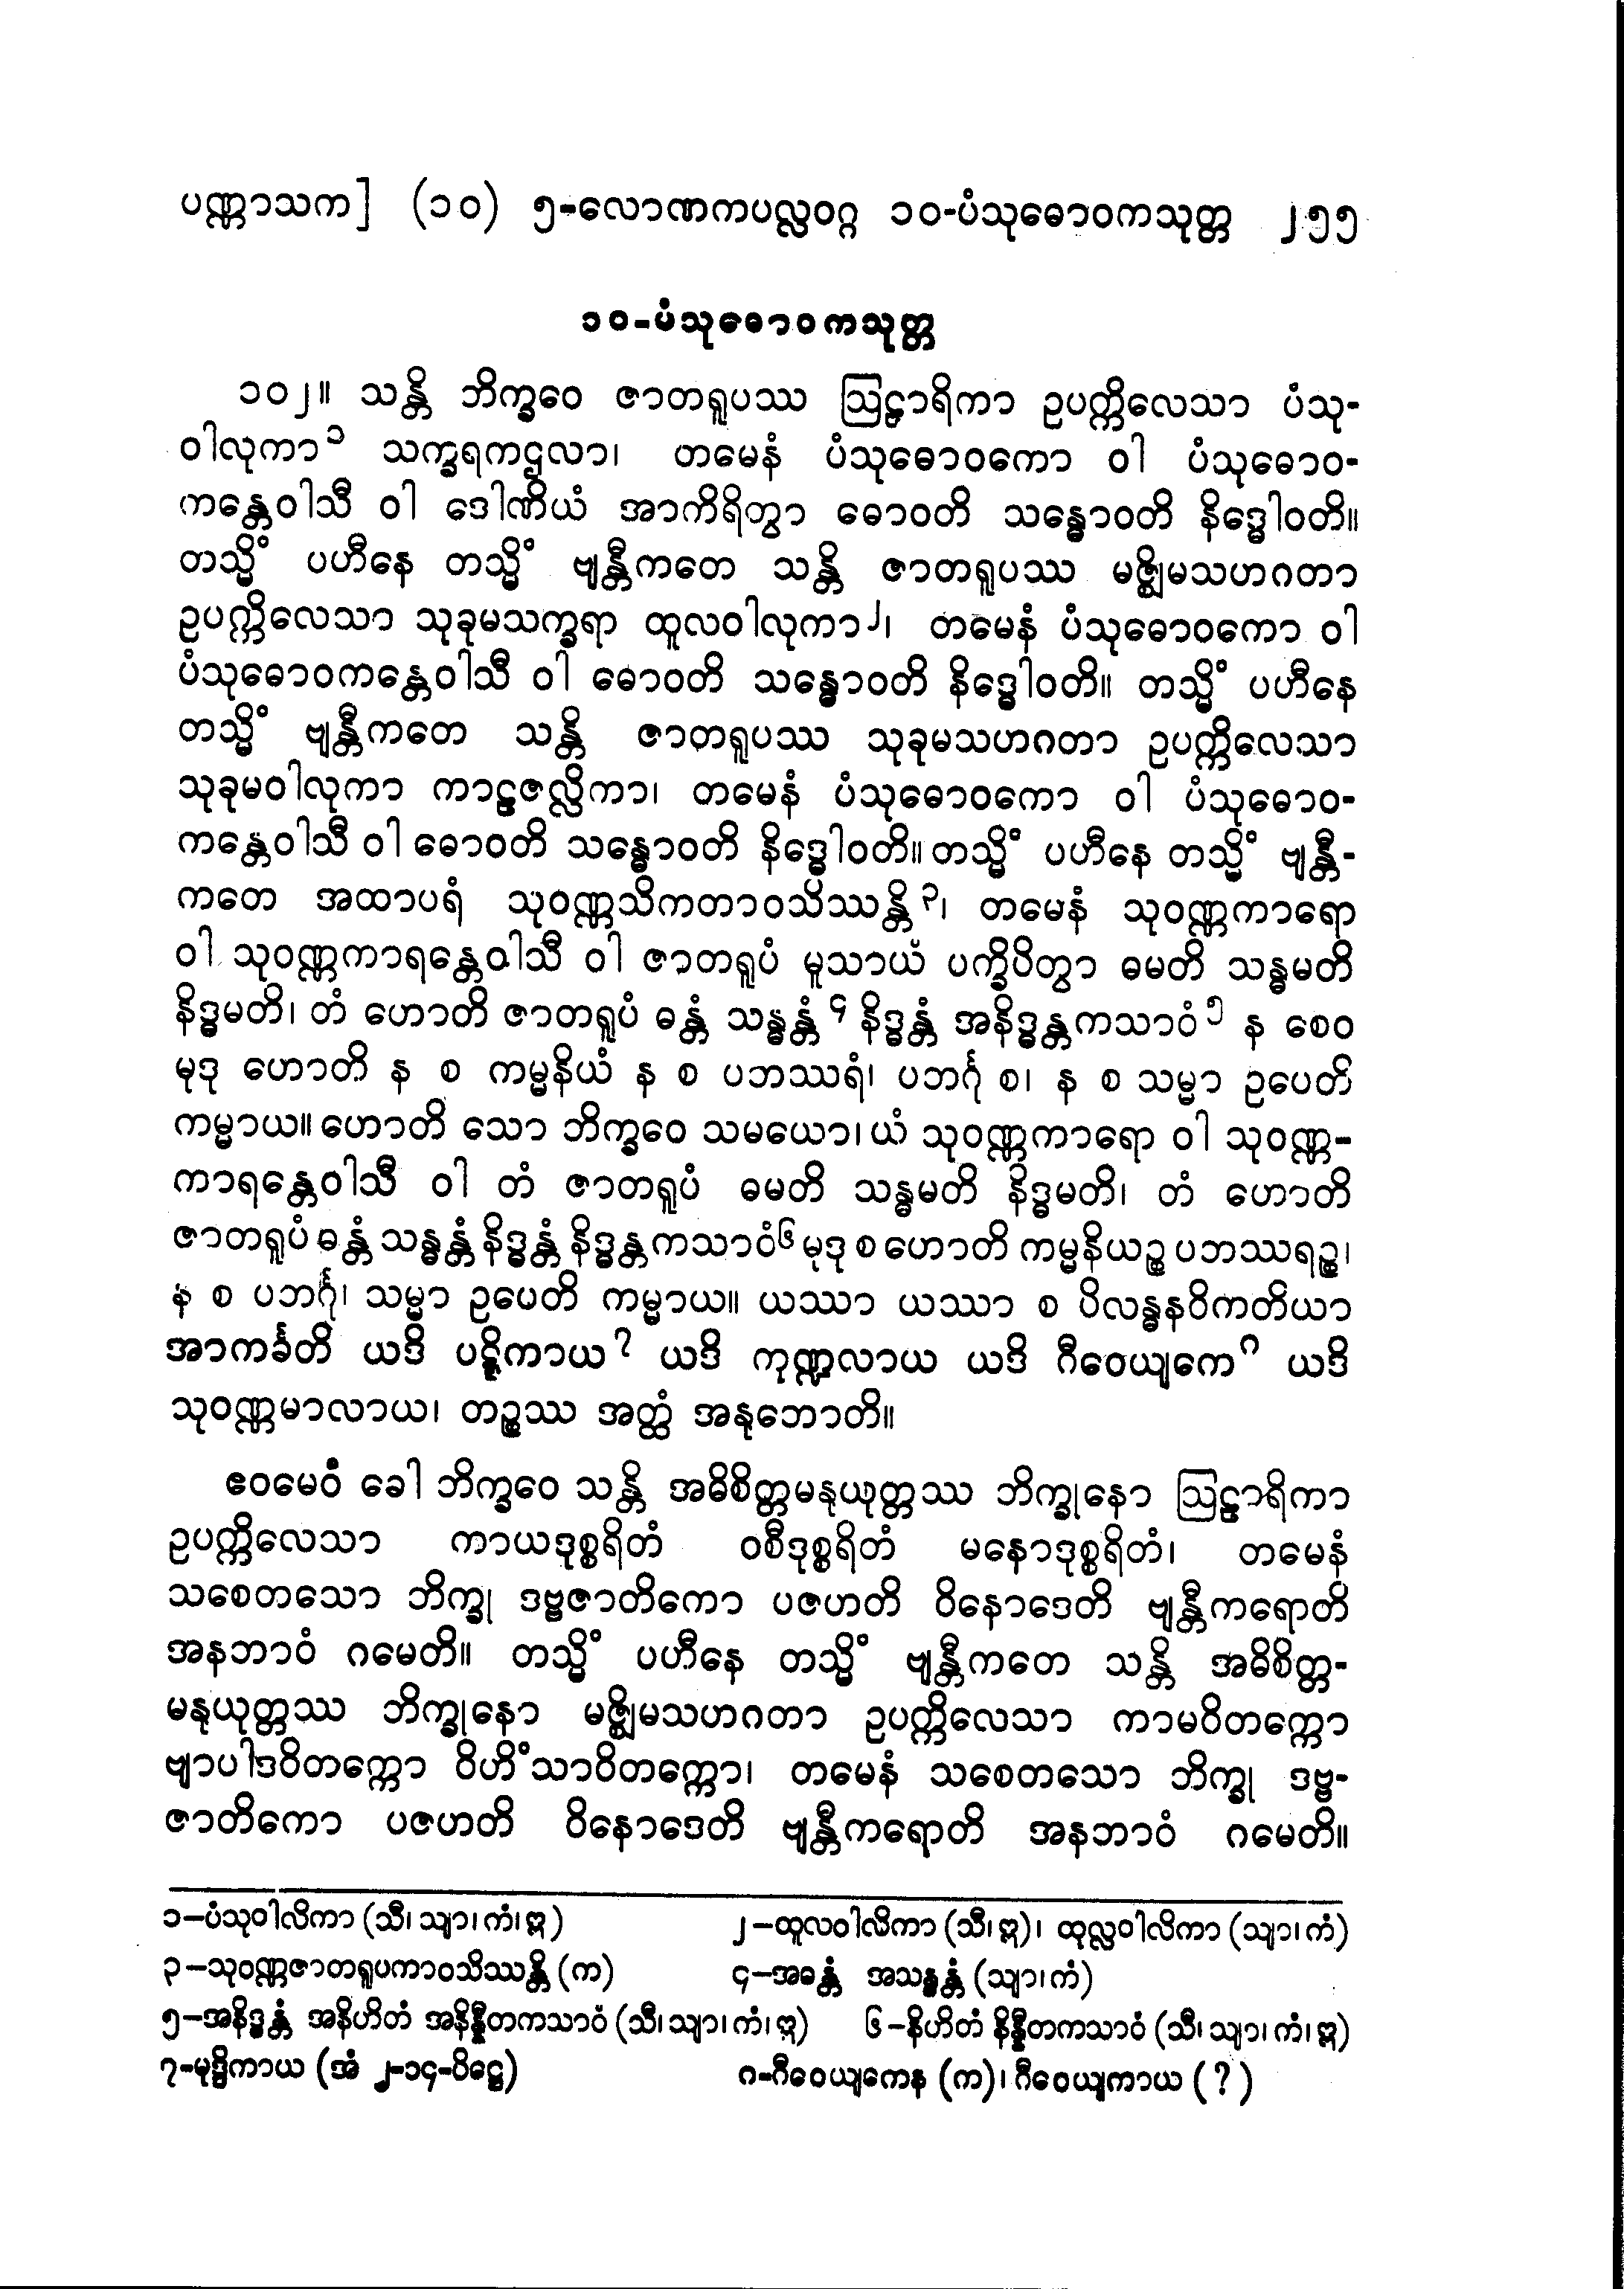 ပဏ္ဏာသက] (၁၀) ၅-လောဏကပလ္လဝဂ္ဂ ၁၀-ပံသုဓောဝကသုတ္တ ၂၅၅
၁၀-ပံသုဓောဝကသုတ္တ
၁၀၂။ သန္တိ ဘိက္ခဝေ ဇာတရူပဿ ဩဠာရိကာ ဥပက္ကိလေသာ ပံသု-
ဝါလုကာ၁ သက္ခရကဌလာ၊ တမေနံ ပံသုဓောဝကော ဝါ ပံသုဓောဝ-
ကန္တေဝါသီ ဝါ ဒေါဏိယံ အာကိရိတွာ ဓောဝတိ သန္ဓောဝတိ နိဒ္ဓေါဝတိ။
တသ္မိံ ပဟီနေ တသ္မိံ ဗျန္တီကတေ သန္တိ ဇာတရူပဿ မဇ္ဈိမသဟဂတာ
ဥပက္ကိလေသာ သုခုမသက္ခရာ ထူလဝါလုကာ၂၊ တမေနံ ပံသုဓောဝကော ဝါ
ပံသုဓောဝကန္တေဝါသီ ဝါ ဓောဝတိ သန္ဓောဝတိ နိဒ္ဓေါဝတိ။ တသ္မိံ ပဟီနေ
တသ္မိံ ဗျန္တီကတေ သန္တိ ဇာတရူပဿ သုခုမသဟဂတာ ဥပက္ကိလေသာ
သုခုမဝါလုကာ ကာဠဇလ္လိကာ၊ တမေနံ ပံသုဓောဝကော ဝါ ပံသုဓောဝ-
ကန္တေဝါသီ ဝါ ဓောဝတိ သန္ဓောဝတိ နိဒ္ဓေါဝတိ။ တသ္မိံ ပဟီနေ တသ္မိံ ဗျန္တီ-
ကတေ အထာပရံ သုဝဏ္ဏသိကတာဝသိဿန္တိ၃၊ တမေနံ သုဝဏ္ဏကာရော
ဝါ သုဝဏ္ဏကာရန္တေဝါသီ ဝါ ဇာတရူပံ မူသာယံ ပက္ခိပိတွာ ဓမတိ သန္ဓမတိ
နိဒ္ဓမတိ၊ တံ ဟောတိ ဇာတရူပံ ဓန္တံ သန္ဓန္တံ၄ နိဒ္ဓန္တံ အနိဒ္ဓန္တကသာဝံ၅ န စေဝ
မုဒု ဟောတိ န စ ကမ္မနိယံ န စ ပဘဿရံ၊ ပဘင်္ဂု စ၊ န စ သမ္မာ ဥပေတိ
ကမ္မာယ။ ဟောတိ သော ဘိက္ခဝေ သမယော၊ ယံ သုဝဏ္ဏကာရော ဝါ သုဝဏ္ဏ-
ကာရန္တေဝါသီ ဝါ တံ ဇာတရူပံ ဓမတိ သန္ဓမတိ နိဒ္ဓမတိ၊ တံ ဟောတိ
ဇာတရူပံ ဓန္တံ သန္ဓန္တံ နိဒ္ဓန္တံ နိဒ္ဓန္တကသာဝံ၆ မုဒု စ ဟောတိ ကမ္မနိယဉ္စ ပဘဿရဉ္စ၊
န စ ပဘင်္ဂု၊ သမ္မာ ဥပေတိ ကမ္မာယ။ ယဿာ ယဿာ စ ပိလန္ဓနဝိကတိယာ
အာကင်္ခတိ ယဒိ ပဋ္ဋိကာယ၇ ယဒိ ကုဏ္ဍလာယ ယဒိ ဂီဝေယျကေ၈ ယဒိ
သုဝဏ္ဏမာလာယ၊ တဉ္စဿ အတ္ထံ အနုဘောတိ။
ဧဝမေဝံ ခေါ ဘိက္ခဝေ သန္တိ အဓိစိတ္တမနုယုတ္တဿ ဘိက္ခုနော ဩဠာရိကာ
ဥပက္ကိလေသာ ကာယဒုစ္စရိတံ ဝစီဒုစ္စရိတံ မနောဒုစ္စရိတံ၊ တမေနံ
သစေတသော ဘိက္ခု ဒဗ္ဗဇာတိကော ပဇဟတိ ဝိနောဒေတိ ဗျန္တီကရောတိ
အနဘာဝံ ဂမေတိ။ တသ္မိံ ပဟီနေ တသ္မိံ ဗျန္တီကတေ သန္တိ အဓိစိတ္တ-
မနုယုတ္တဿ ဘိက္ခုနော မဇ္ဈိမသဟဂတာ ဥပက္ကိလေသာ ကာမဝိတက္ကော
ဗျာပါဒဝိတက္ကော ဝိဟိံသာဝိတက္ကော၊ တမေနံ သစေတသော ဘိက္ခု ဒဗ္ဗ-
ဇာတိကော ပဇဟတိ ဝိနောဒေတိ ဗျန္တီကရောတိ အနဘာဝံ ဂမေတိ။
၁-ပံသုဝါလိကာ (သီ၊ သျာ၊ ကံ၊ ဣ) ၂-ထူလဝါလိကာ (သီ၊ ဣ)၊ ထုလ္လဝါလိကာ (သျာ၊ ကံ)
၃-သုဝဏ္ဏဇာတရူပကာဝသိဿန္တိ (က) ၄-အဓန္တံ အသန္ဓန္တံ (သျာ၊ ကံ)
၅-အနိဒ္ဓန္တံ အနိဟိတံ အနိန္နီတကသာဝံ (သီ၊ သျာ၊ ကံ၊ ဣ) ၆-နိဟိတံ နိန္နီတကသာဝံ (သီ၊ သျာ၊ ကံ၊ ဣ)
၇-မုဒ္ဒိကာယ (အံ ၂-၁၄-ပိဋ္ဌေ) ၈-ဂီဝေယျကေန (က)၊ ဂီဝေယျကာယ (?)